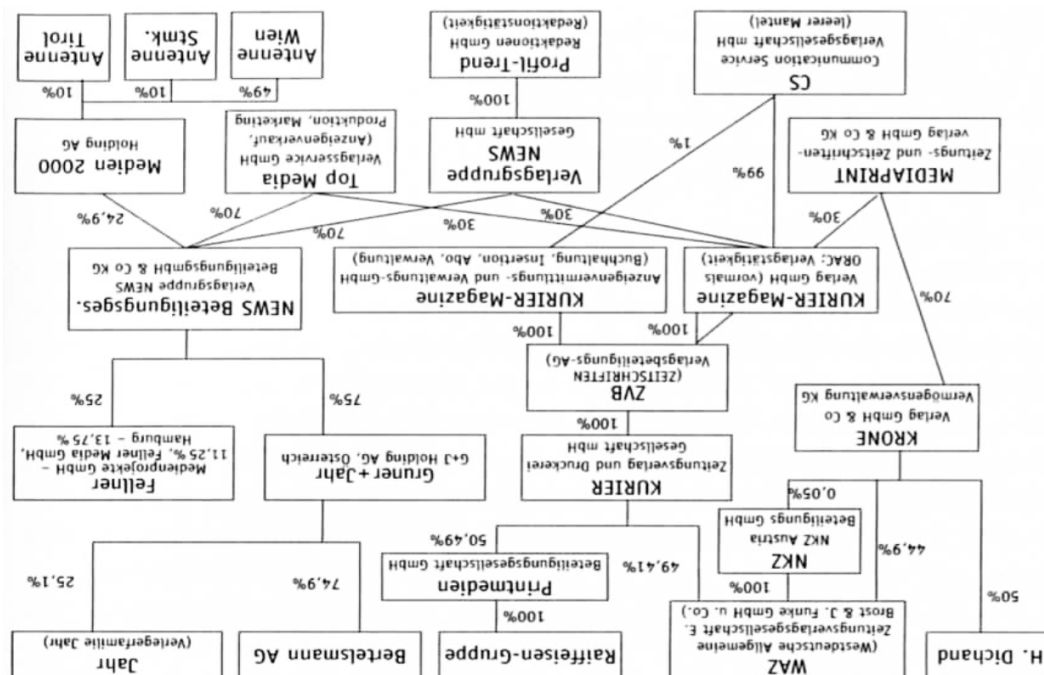 H. Dichand
WAZ
(Westdeutsche Allgemeine
Zeitungsverlagsgesellschaft E.
Brost & J. Funke GmbH u. Co.)
Raiffeisen-Gruppe
Bertelsmann AG
Jahr
(Verlegerfamilie Jahr)
50%
44,9%
100%
49,41%
100%
74,9%
25,1%
NKZ
NKZ Austria
Beteiligungs GmbH
Printmedien
Beteiligungsgesellschaft GmbH
0,05%
50,49%
KRONE
Verlag GmbH & Co
Vermögensverwaltung KG
KURIER
Zeitungsverlag und Druckerei
Gesellschaft mbH
Gruner+Jahr
G+J Holding AG, Österreich
Fellner
Medienprojekte GmbH –
11,25%, Fellner Media GmbH,
Hamburg – 13,75%
100%
75%
25%
ZVB
(ZEITSCHRIFTEN
Verlagsbeteiligungs-AG)
70%
100%
100%
KURIER-Magazine
Verlag GmbH (vormals
ORAC: Verlagstätigkeit)
KURIER-Magazine
Anzeigenvermittlungs- und Verwaltungs-GmbH
(Buchhaltung, Insertion, Abo, Verwaltung)
NEWS Beteiligungsges.
Verlagsgruppe NEWS
Beteiligungsgmbh & Co KG
30%
30%
30%
70%
70%
24,9%
MEDIAPRINT
Zeitungs- und Zeitschriften-
verlag GmbH & Co KG
99%
1%
Verlagsgruppe
NEWS
Gesellschaft mbH
Top Media
Verlagsservice GmbH
(Anzeigenverkauf,
Produktion, Marketing
Medien 2000
Holding AG
100%
49%
10%
10%
CS
Communication Service
Verlagsgesellschaft mbH
(leerer Mantel)
Profil-Trend
Redaktionen GmbH
(Redaktionstätigkeit)
Antenne
Wien
Antenne
Stmk.
Antenne
Tirol